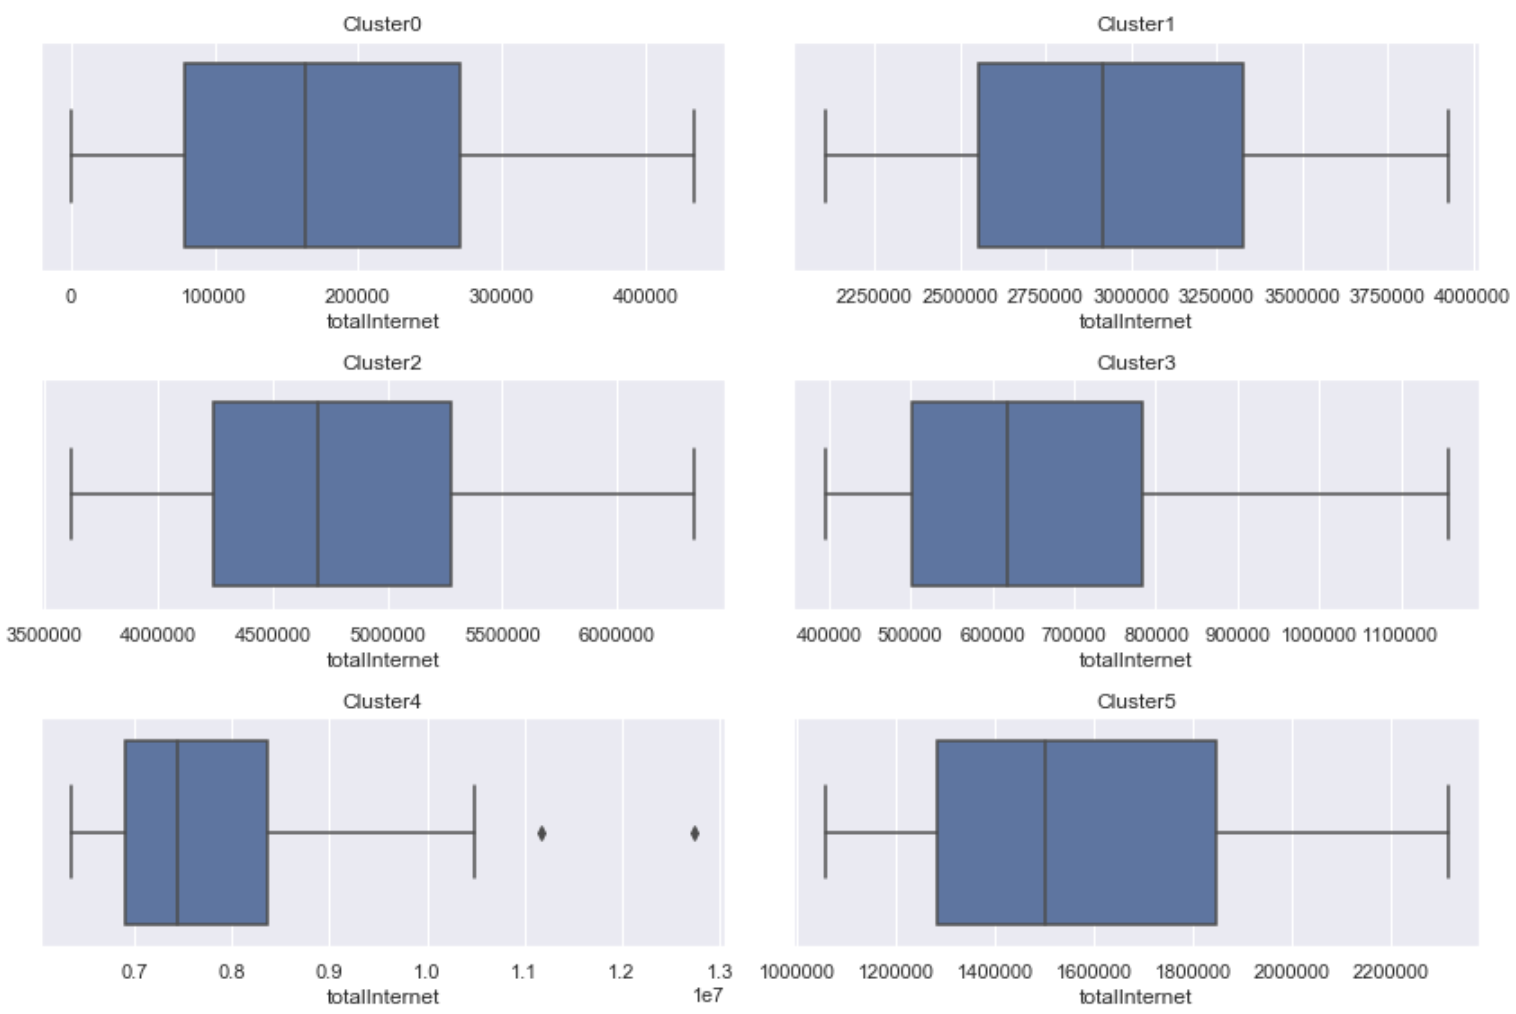 Cluster0
0 100000 200000 300000 400000
totalInternet
Cluster1
2250000 2500000 2750000 3000000 3250000 3500000 3750000 4000000
totalInternet
Cluster2
3500000 4000000 4500000 5000000 5500000 6000000
totalInternet
Cluster3
400000 500000 600000 700000 800000 900000 1000000 1100000
totalInternet
Cluster4
0.7 0.8 0.9 1.0 1.1 1.2 1.3
totalInternet 1e7
Cluster5
1000000 1200000 1400000 1600000 1800000 2000000 2200000
totalInternet